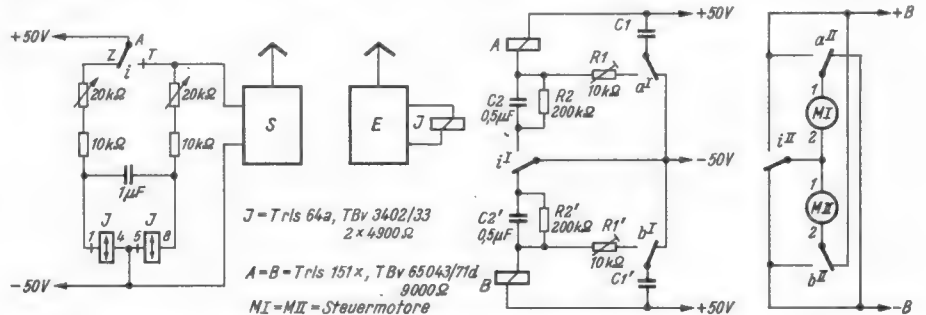 +50V
A
Z
i
T
20kΩ
20kΩ
10kΩ
10kΩ
1µF
J
J
1
4
5
8
-50V
S
E
J
J = Trls 64a, TBv 3402/33
2 x 4900Ω
A = B = Trls 151x, TBv 65043/71d
9000Ω
MI = MII = Steuermotore
+50V
A
C1
R1
10kΩ
aᴵ
C2
0,5µF
R2
200kΩ
iᴵ
-50V
C2'
0,5µF
R2'
200kΩ
R1'
10kΩ
bᴵ
C1'
B
+50V
+B
aᴵᴵ
1
MI
2
iᴵᴵ
1
MII
2
bᴵᴵ
-B